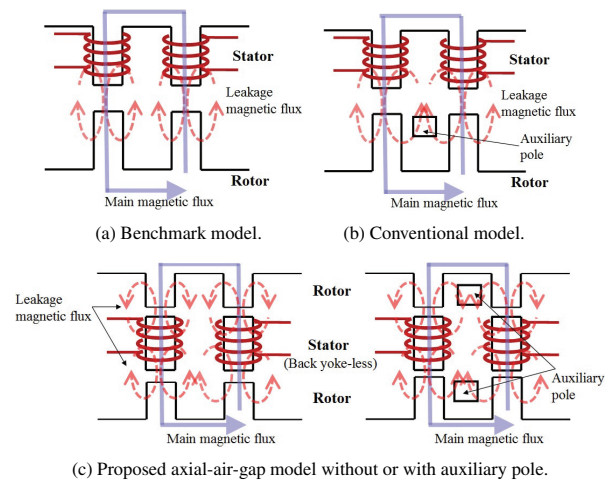 Stator
Leakage
magnetic flux
Rotor
Main magnetic flux
(a) Benchmark model.
Stator
Leakage
magnetic flux
Auxiliary
pole
Rotor
Main magnetic flux
(b) Conventional model.
Leakage
magnetic flux
Rotor
Stator
(Back yoke-less)
Rotor
Main magnetic flux
Auxiliary
pole
Main magnetic flux
(c) Proposed axial-air-gap model without or with auxiliary pole.